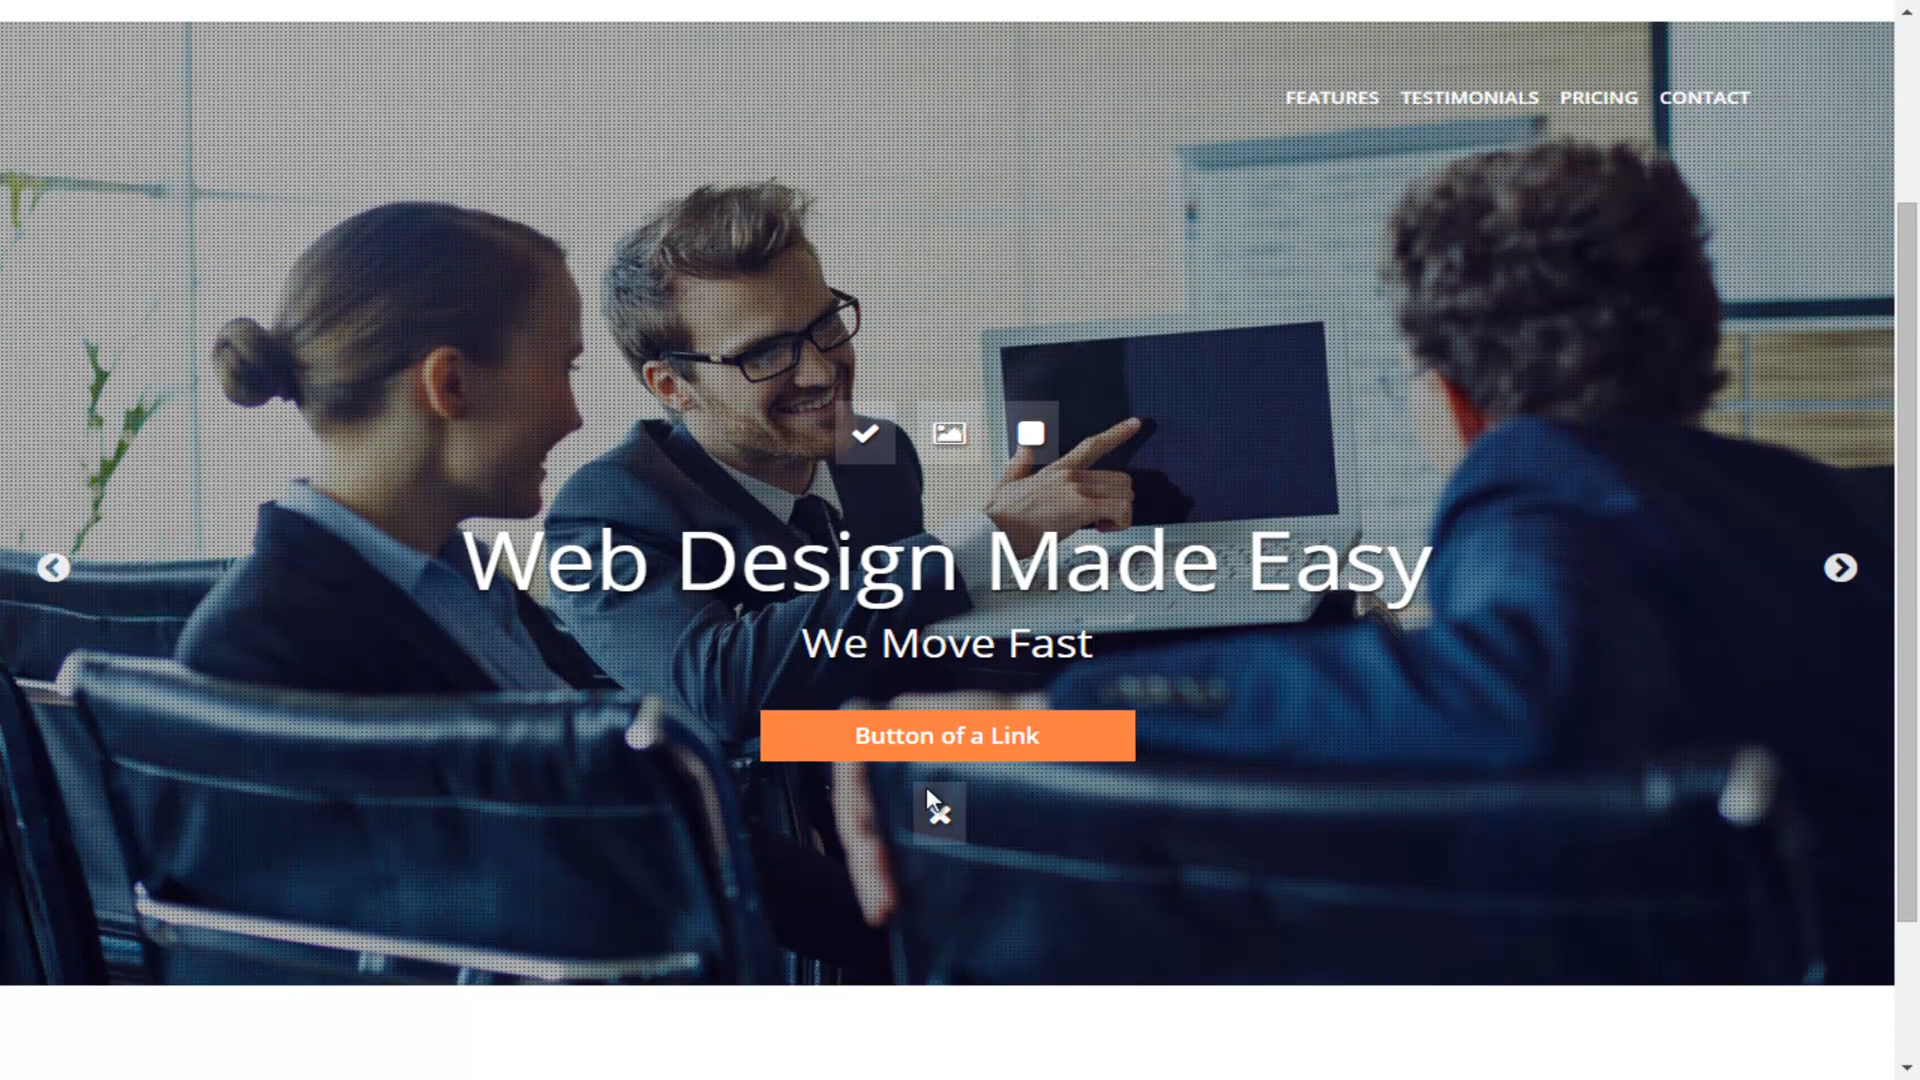 FEATURES TESTIMONIALS PRICING CONTACT
Web Design Made Easy
We Move Fast
Button of a Link